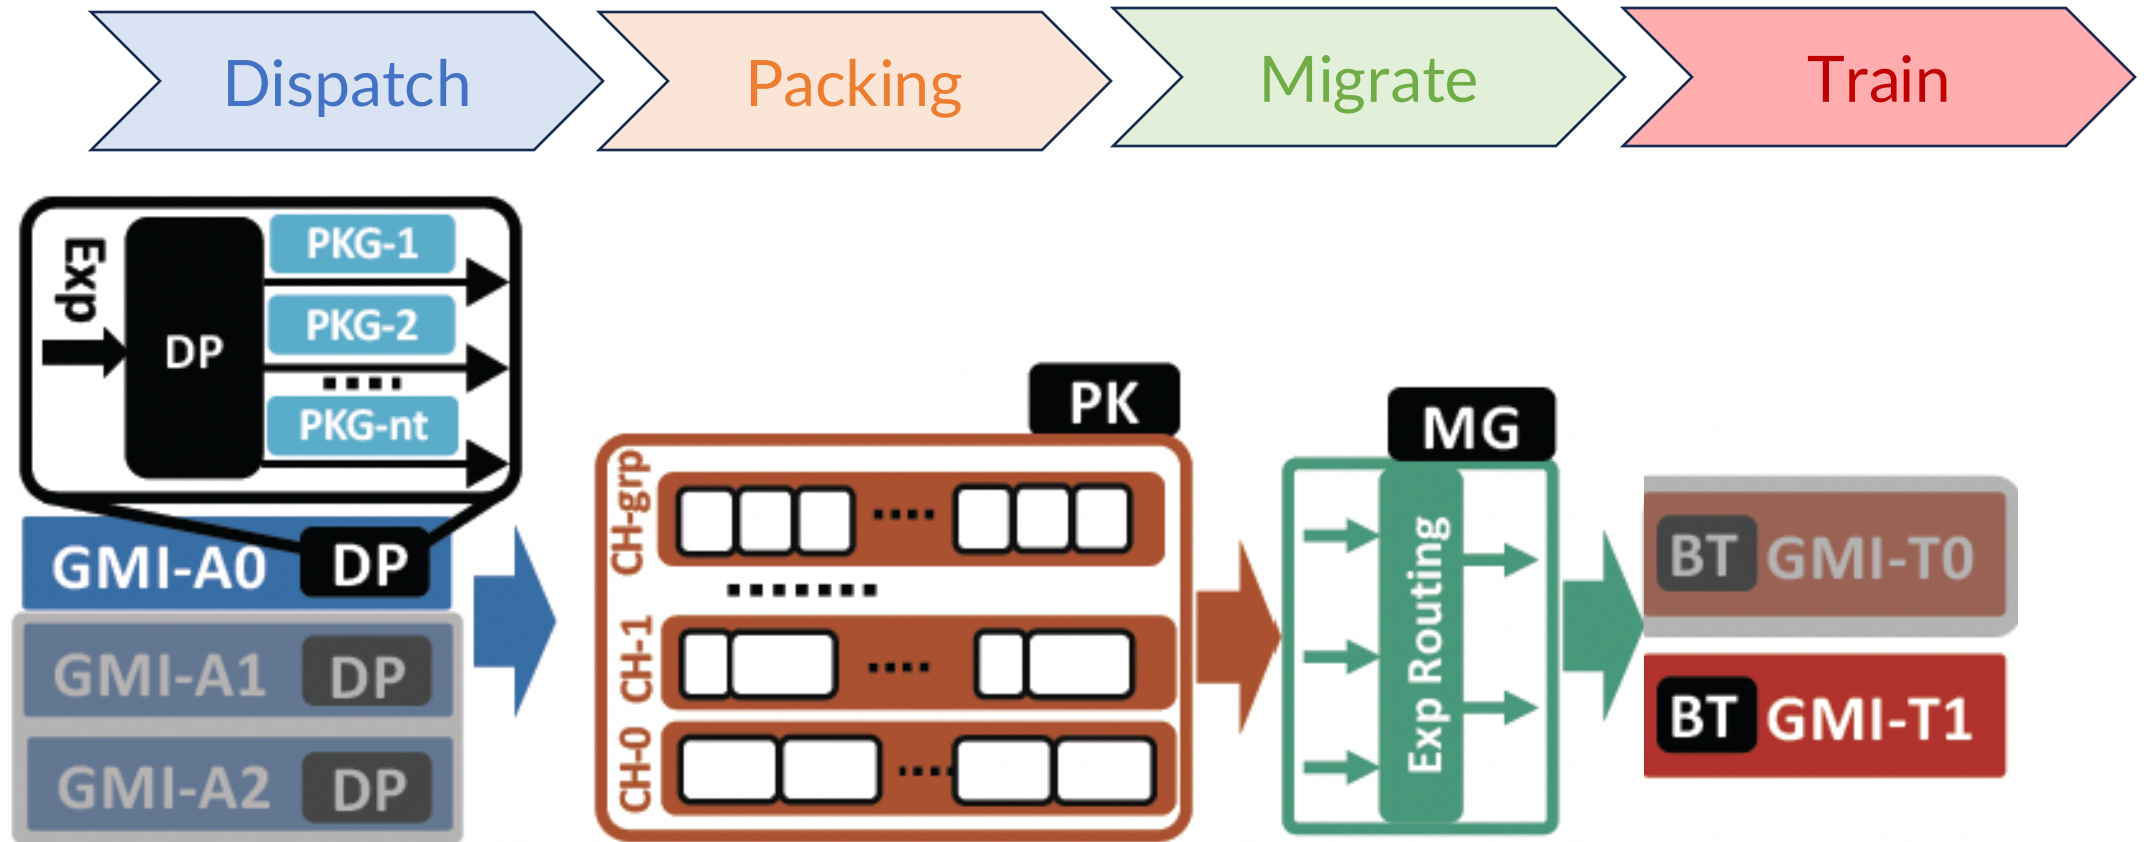 Dispatch
Packing
Migrate
Train
Exp
DP
PKG-1
PKG-2
PKG-nt
GMI-A0 DP
GMI-A1 DP
GMI-A2 DP
PK
CH-grp
CH-1
CH-0
MG
Exp Routing
BT GMI-T0
BT GMI-T1